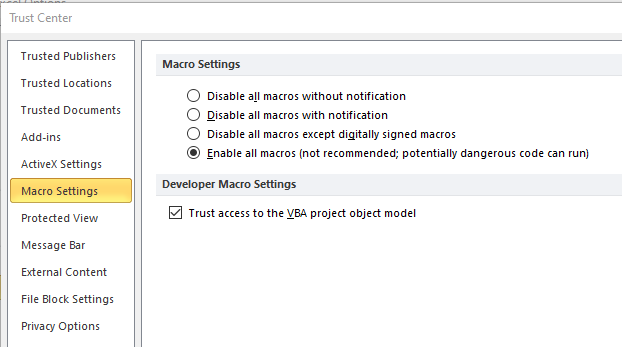 Trust Center
Trusted Publishers
Trusted Locations
Trusted Documents
Add-ins
ActiveX Settings
Macro Settings
Protected View
Message Bar
External Content
File Block Settings
Privacy Options
Macro Settings
Disable all macros without notification
Disable all macros with notification
Disable all macros except digitally signed macros
Enable all macros (not recommended; potentially dangerous code can run)
Developer Macro Settings
Trust access to the VBA project object model